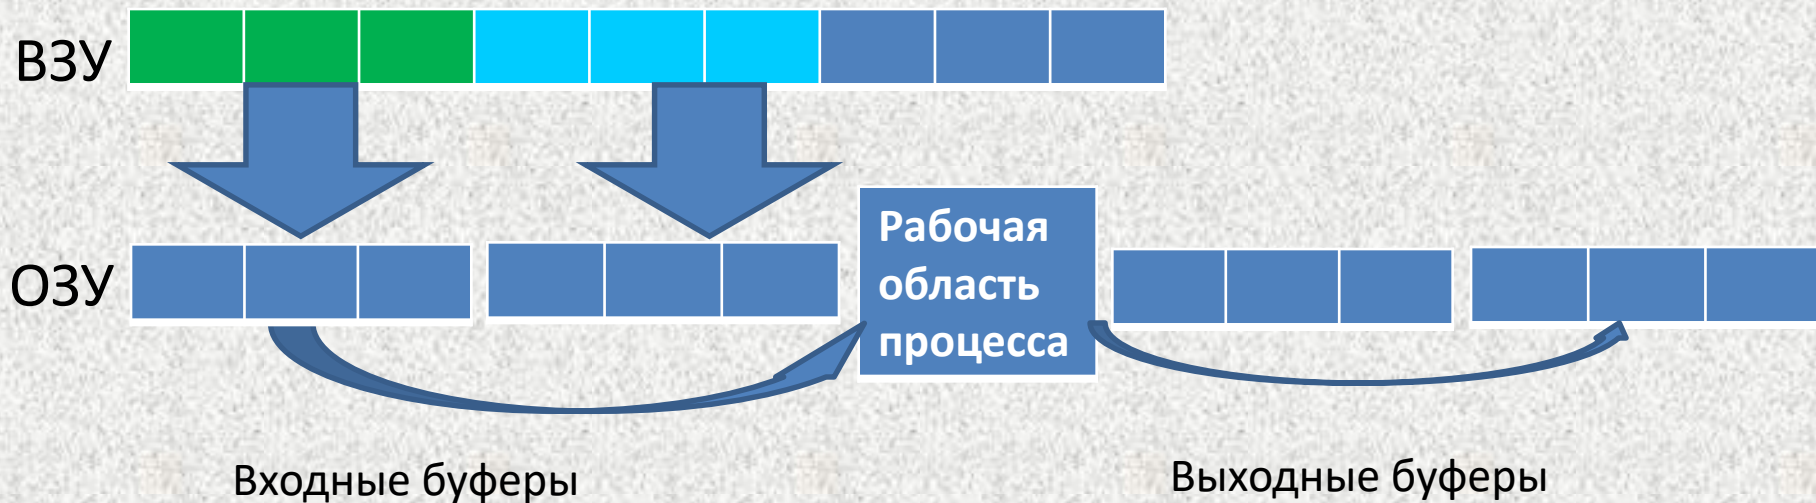 ВЗУ
ОЗУ
Рабочая
область
процесса
Входные буферы
Выходные буферы